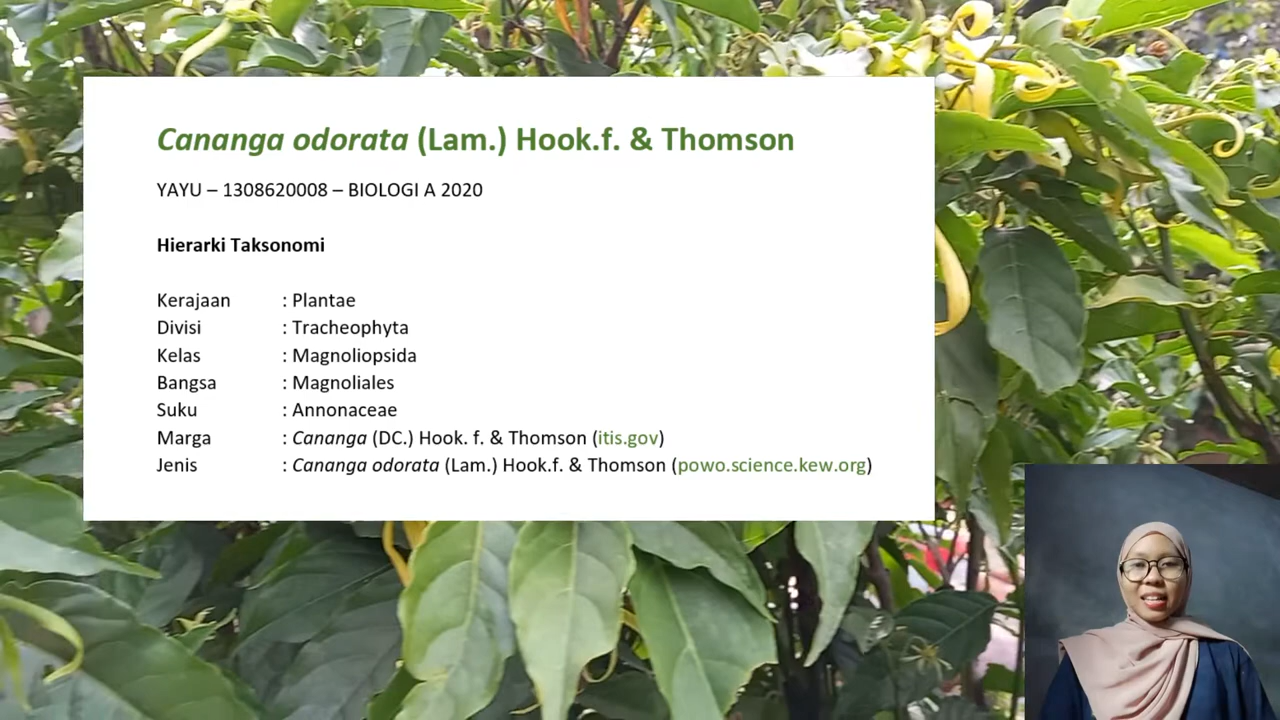 Cananga odorata (Lam.) Hook.f. & Thomson
YAYU – 1308620008 – BIOLOGI A 2020
Hierarki Taksonomi
Kerajaan : Plantae
Divisi : Tracheophyta
Kelas : Magnoliopsida
Bangsa : Magnoliales
Suku : Annonaceae
Marga : Cananga (DC.) Hook. f. & Thomson (itis.gov)
Jenis : Cananga odorata (Lam.) Hook.f. & Thomson (powo.science.kew.org)